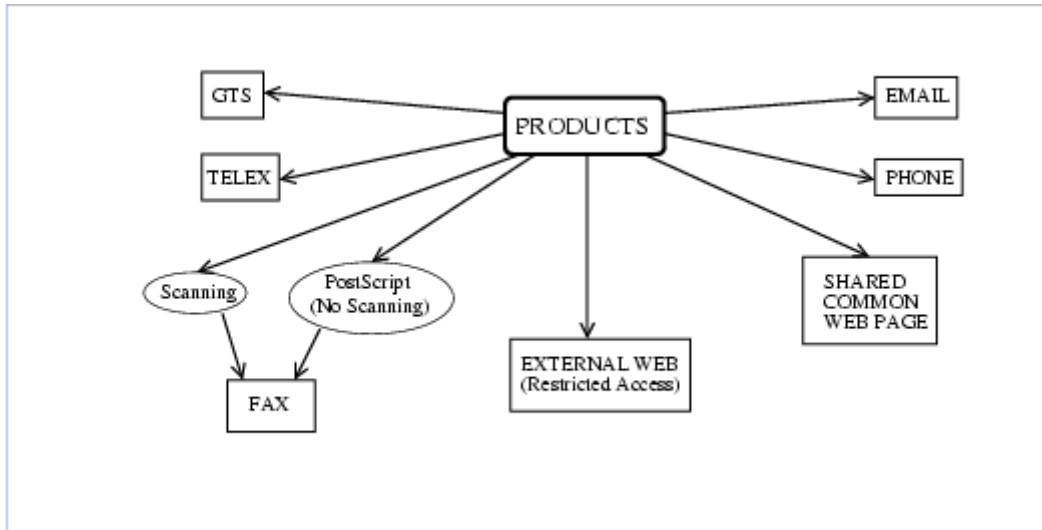 GTS
PRODUCTS
EMAIL
TELEX
PHONE
Scanning
PostScript
(No Scanning)
SHARED
COMMON
WEB PAGE
EXTERNAL WEB
(Restricted Access)
FAX